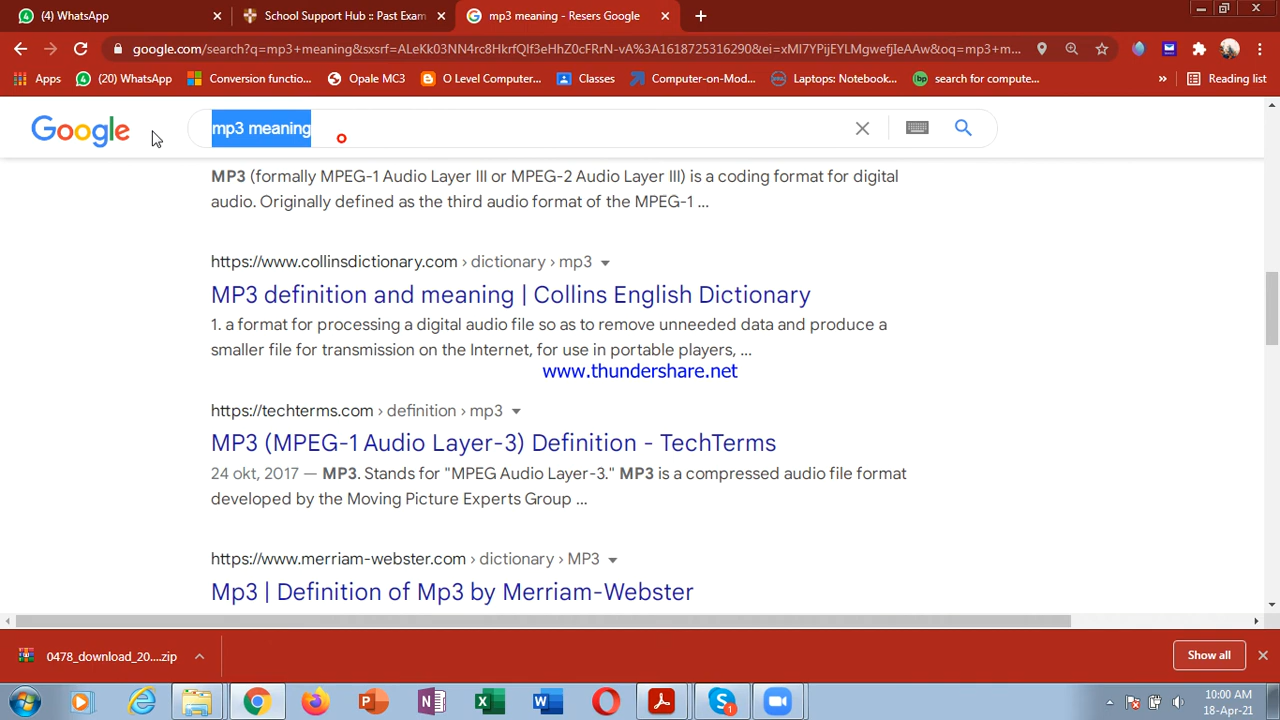 (4) WhatsApp
School Support Hub :: Past Exam
mp3 meaning - Resers Google
google.com/search?q=mp3+meaning&sxsrf=ALeKk03NN4rc8HkrfQlf3eHhZ0cFRrN-vA%3A1618725316290&ei=xMl7YPijEYLMgwefjIeAAw&oq=mp3+m...
Apps
(20) WhatsApp
Conversion functio...
Opale MC3
O Level Computer...
Classes
Computer-on-Mod...
Laptops: Notebook...
search for compute...
»
Reading list
Google
mp3 meaning
MP3 (formally MPEG-1 Audio Layer III or MPEG-2 Audio Layer III) is a coding format for digital
audio. Originally defined as the third audio format of the MPEG-1 ...
https://www.collinsdictionary.com › dictionary › mp3
MP3 definition and meaning | Collins English Dictionary
1. a format for processing a digital audio file so as to remove unneeded data and produce a
smaller file for transmission on the Internet, for use in portable players, ...
www.thundershare.net
https://techterms.com › definition › mp3
MP3 (MPEG-1 Audio Layer-3) Definition - TechTerms
24 okt, 2017 — MP3. Stands for "MPEG Audio Layer-3." MP3 is a compressed audio file format
developed by the Moving Picture Experts Group ...
https://www.merriam-webster.com › dictionary › MP3
Mp3 | Definition of Mp3 by Merriam-Webster
0478_download_20....zip
Show all
10:00 AM
18-Apr-21